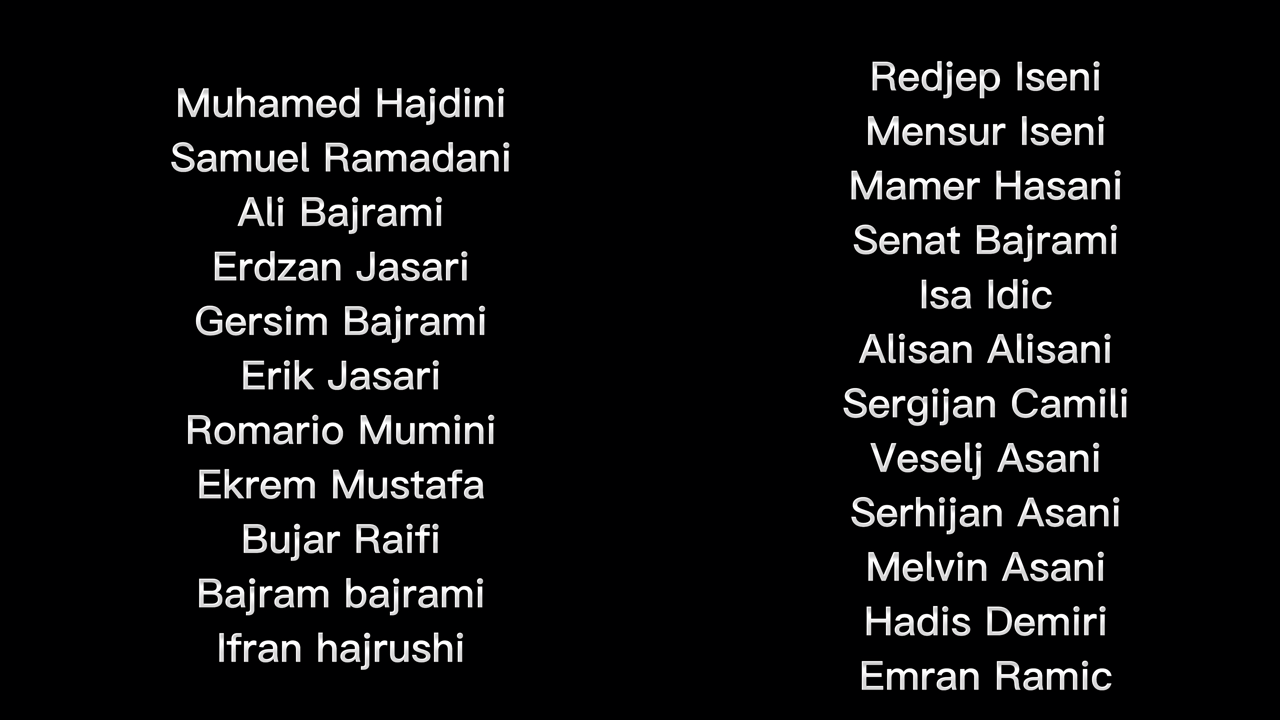 Muhamed Hajdini
Samuel Ramadani
Ali Bajrami
Erdzan Jasari
Gersim Bajrami
Erik Jasari
Romario Mumini
Ekrem Mustafa
Bujar Raifi
Bajram bajrami
Ifran hajrushi
Redjep Iseni
Mensur Iseni
Mamer Hasani
Senat Bajrami
Isa Idic
Alisan Alisani
Sergijan Camili
Veselj Asani
Serhijan Asani
Melvin Asani
Hadis Demiri
Emran Ramic